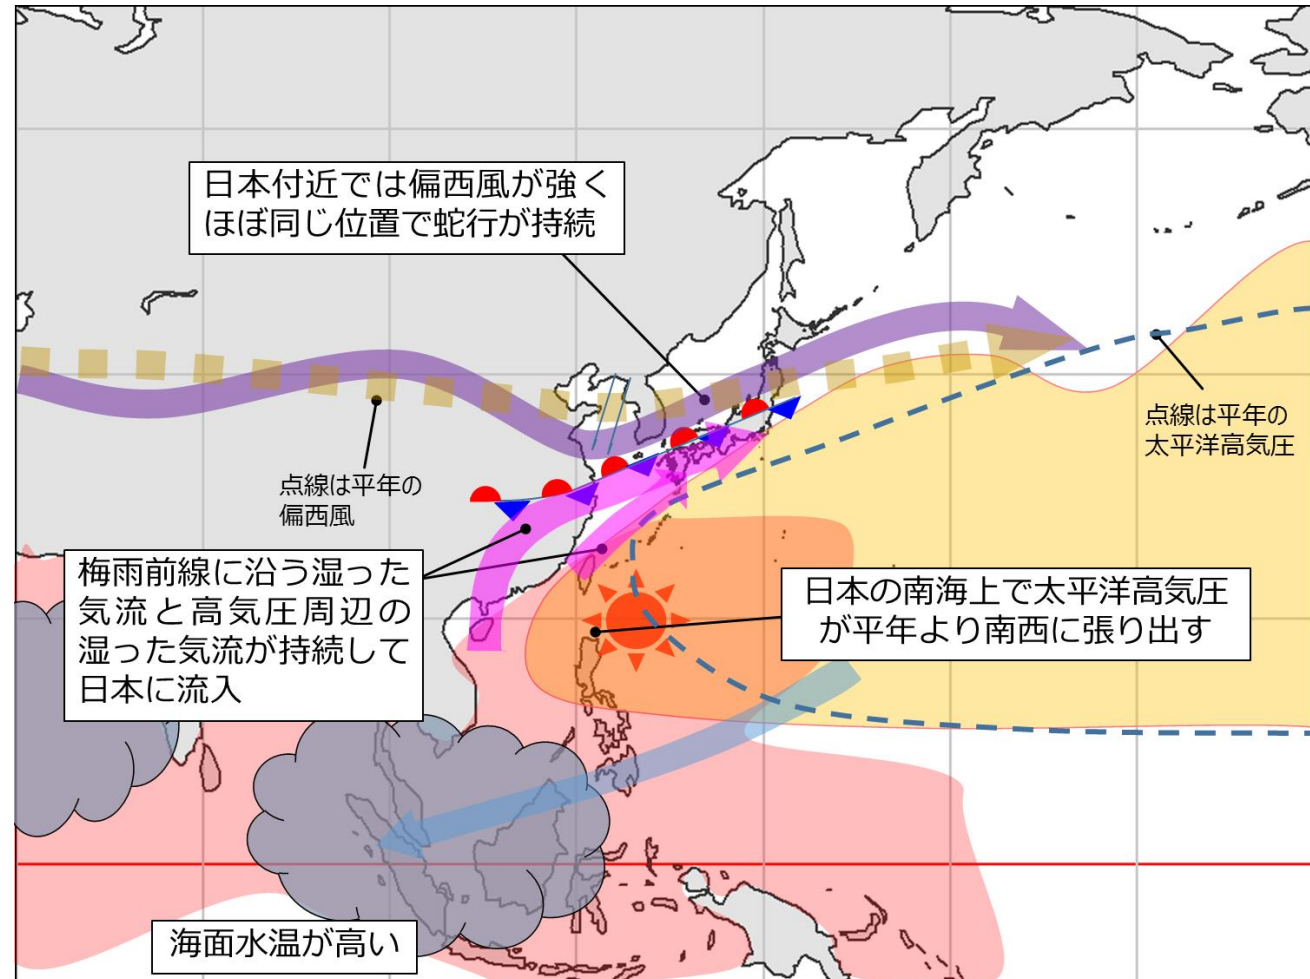 日本付近では偏西風が強く
ほぼ同じ位置で蛇行が持続
点線は平年の
太平洋高気圧
点線は平年の
偏西風
梅雨前線に沿う湿った
気流と高気圧周辺の
湿った気流が持続して
日本に流入
日本の南海上で太平洋高気圧
が平年より南西に張り出す
海面水温が高い